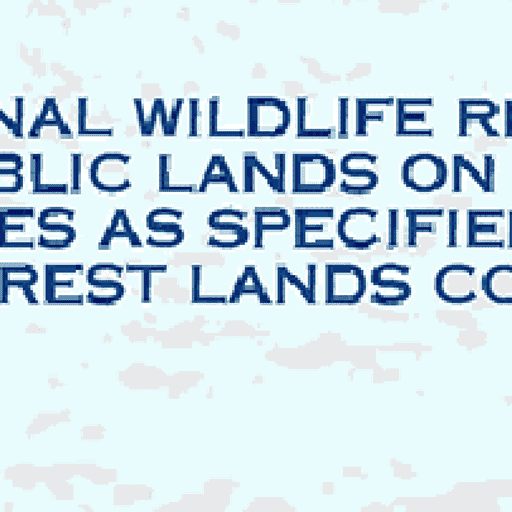 NAL WILDLIFE RE
BLIC LANDS ON
ES AS SPECIFIE
REST LANDS CO